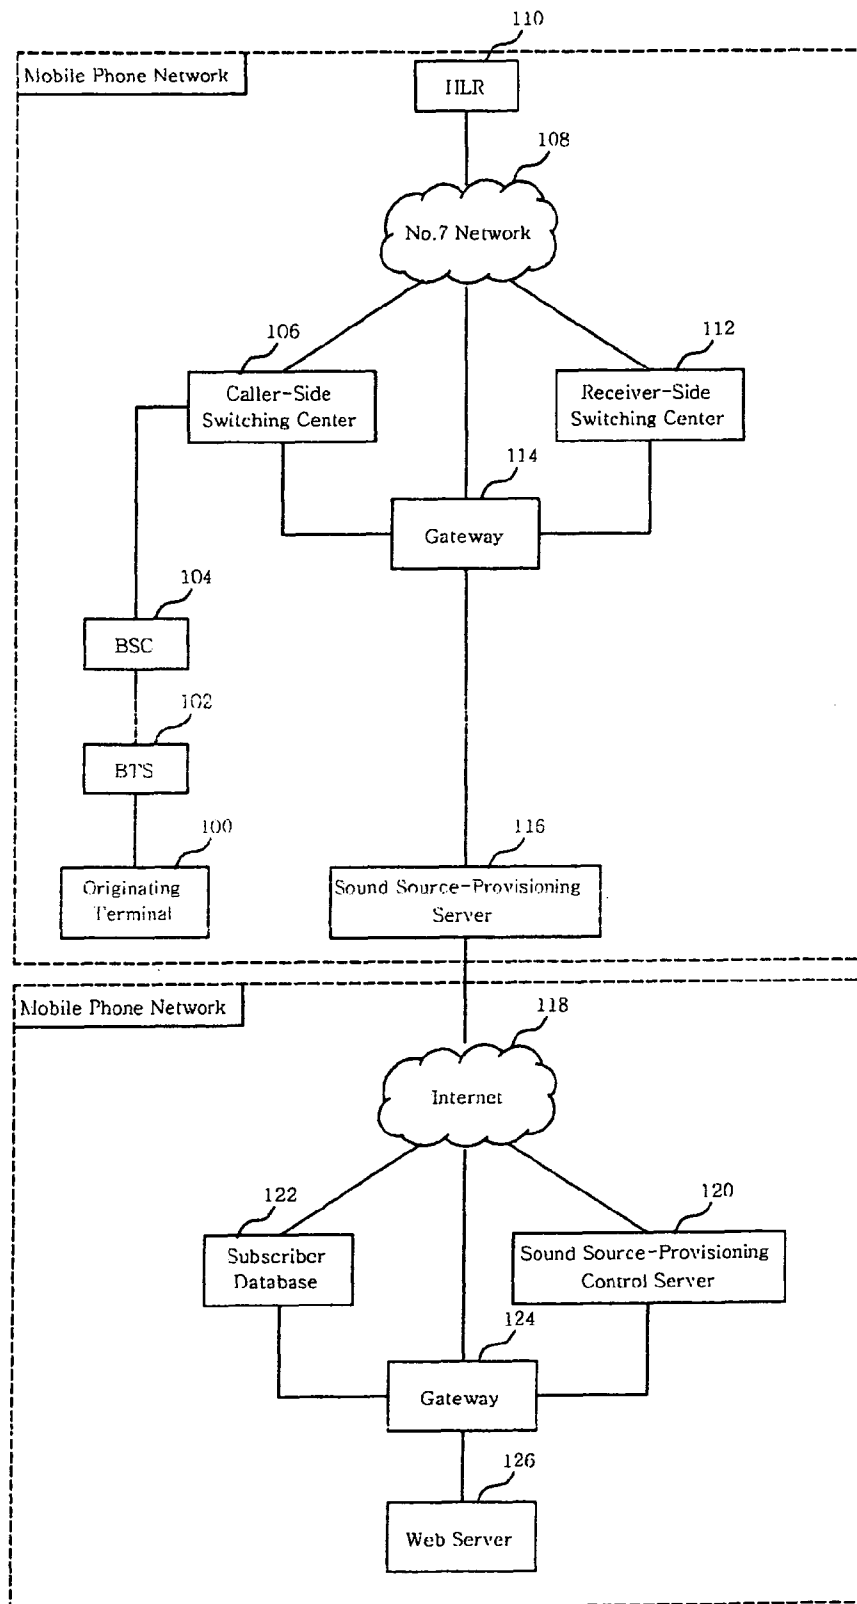 110
Mobile Phone Network
HLR
108
No.7 Network
106
112
Caller-Side
Switching Center
Receiver-Side
Switching Center
114
Gateway
104
BSC
102
BTS
100
116
Originating
Terminal
Sound Source-Provisioning
Server
Mobile Phone Network
118
Internet
122
120
Subscriber
Database
Sound Source-Provisioning
Control Server
124
Gateway
126
Web Server